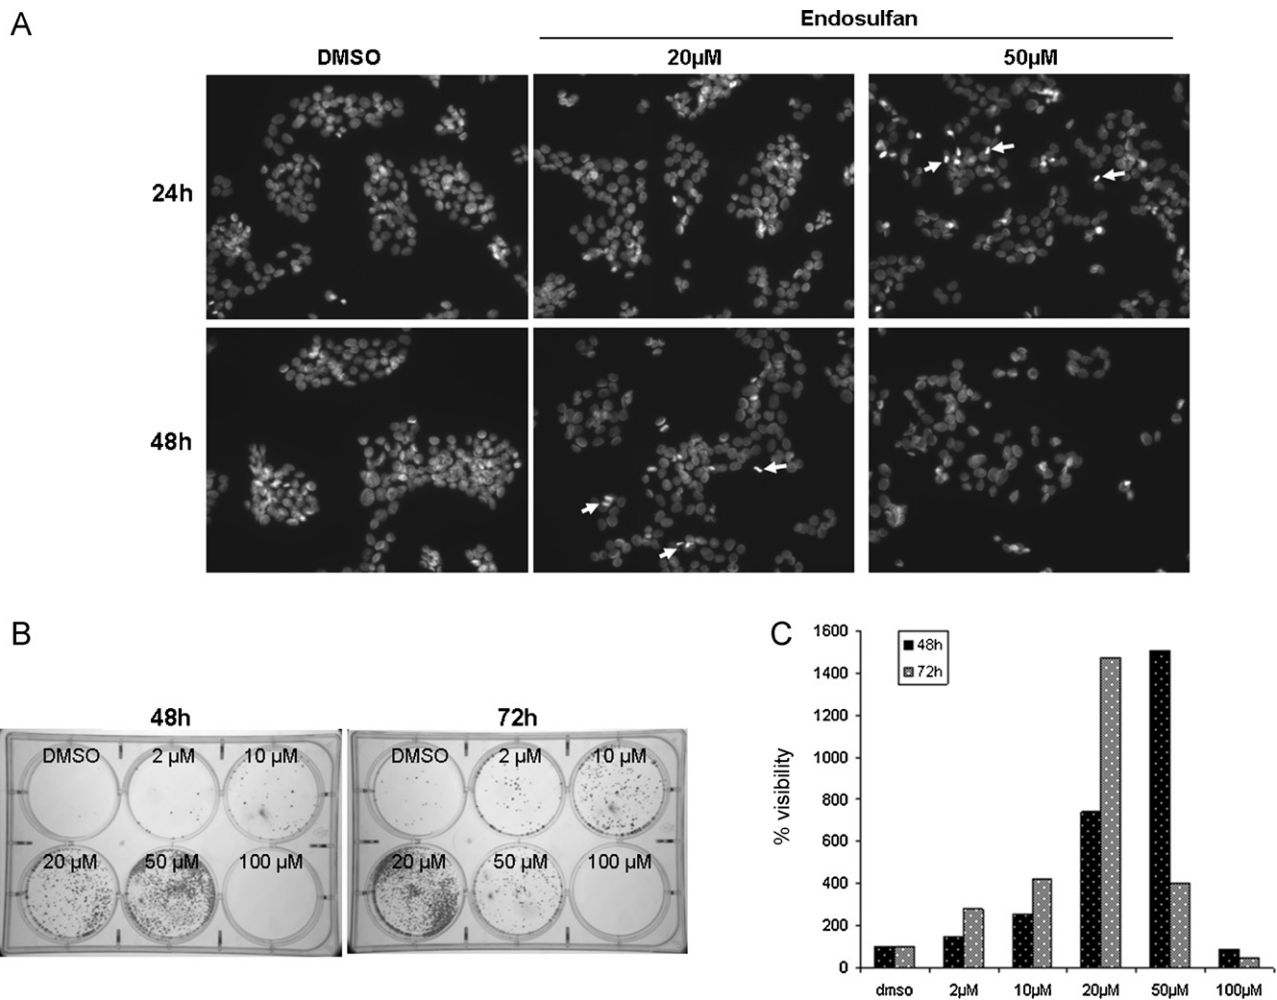 A
Endosulfan
DMSO
20µM
50µM
24h
48h
B
48h
72h
DMSO
2 µM
10 µM
20 µM
50 µM
100 µM
DMSO
2 µM
10 µM
20 µM
50 µM
100 µM
C
% visibility
1600
1400
1200
1000
800
600
400
200
0
48h
72h
dmso
2µM
10µM
20µM
50µM
100µM